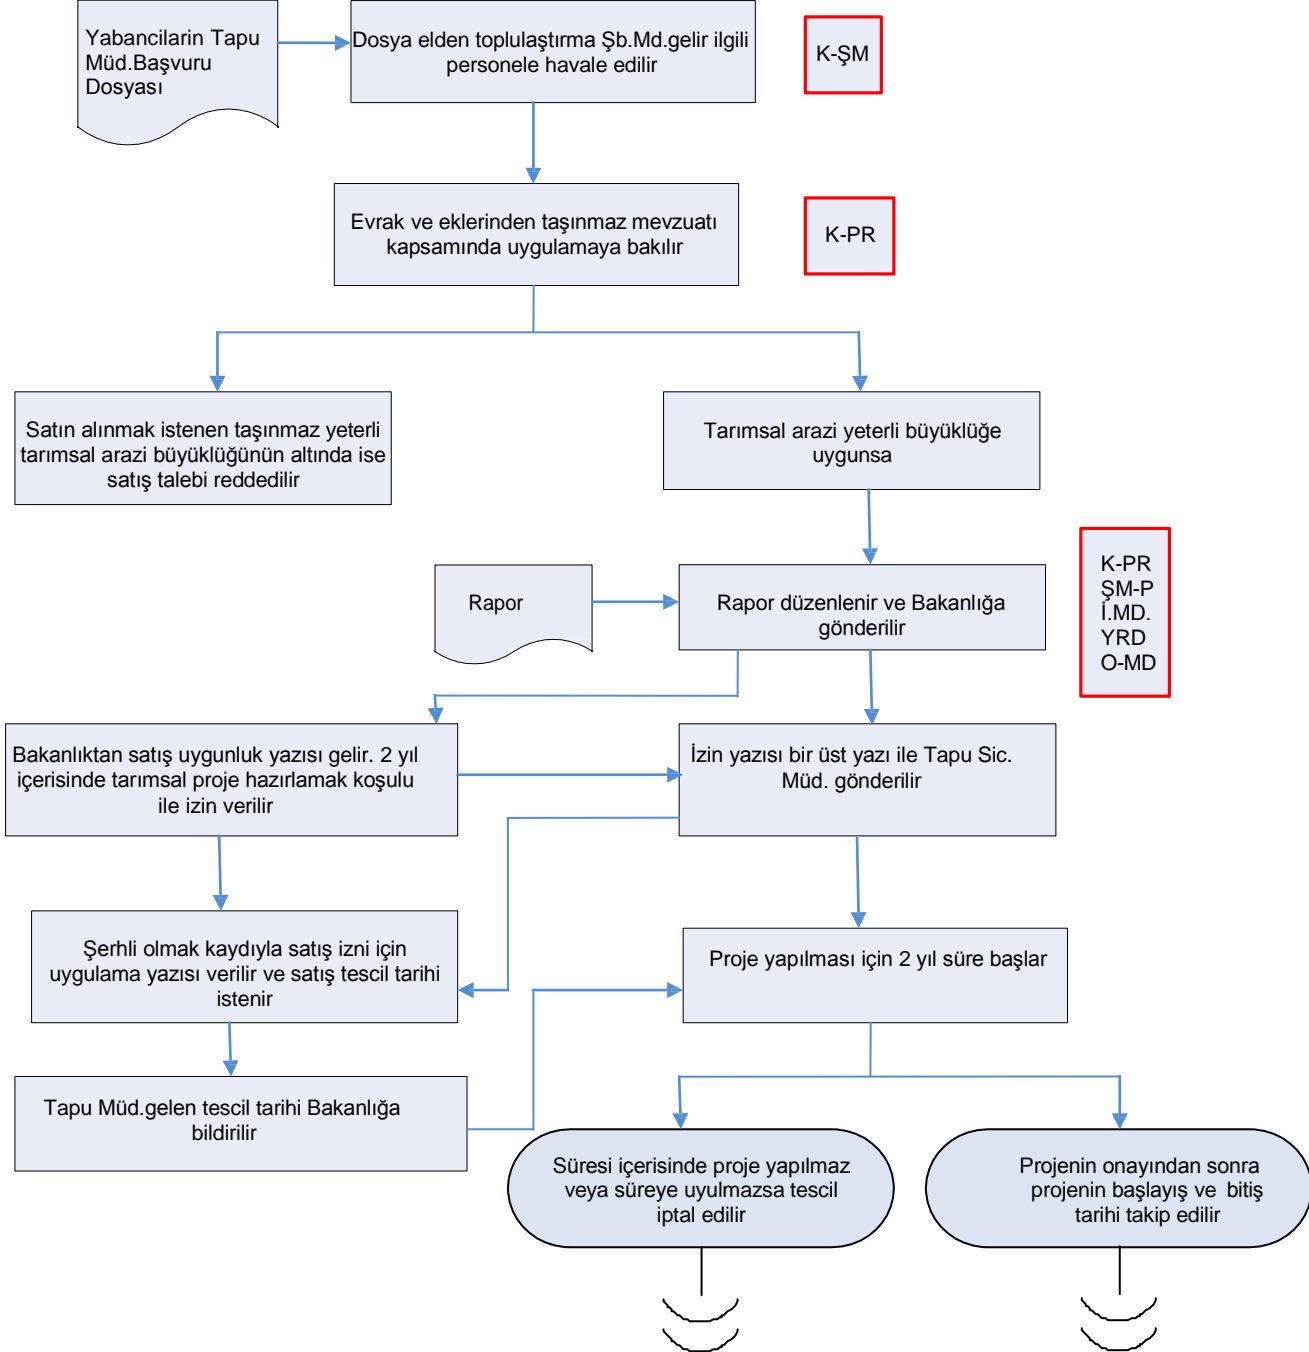 Yabancilarin Tapu
Müd.Başvuru
Dosyası
Dosya elden toplulaştırma Şb.Md.gelir ilgili
personele havale edilir
K-ŞM
Evrak ve eklerinden taşınmaz mevzuatı
kapsamında uygulamaya bakılır
K-PR
Satın alınmak istenen taşınmaz yeterli
tarımsal arazi büyüklüğünün altında ise
satış talebi reddedilir
Tarımsal arazi yeterli büyüklüğe
uygunsa
Rapor
Rapor düzenlenir ve Bakanlığa
gönderilir
K-PR
ŞM-P
İ.MD.
YRD
O-MD
Bakanlıktan satış uygunluk yazısı gelir. 2 yıl
içerisinde tarımsal proje hazırlamak koşulu
ile izin verilir
İzin yazısı bir üst yazı ile Tapu Sic.
Müd. gönderilir
Şerhli olmak kaydıyla satış izni için
uygulama yazısı verilir ve satış tescil tarihi
istenir
Proje yapılması için 2 yıl süre başlar
Tapu Müd.gelen tescil tarihi Bakanlığa
bildirilir
Süresi içerisinde proje yapılmaz
veya süreye uyulmazsa tescil
iptal edilir
Projenin onayından sonra
projenin başlayış ve bitiş
tarihi takip edilir